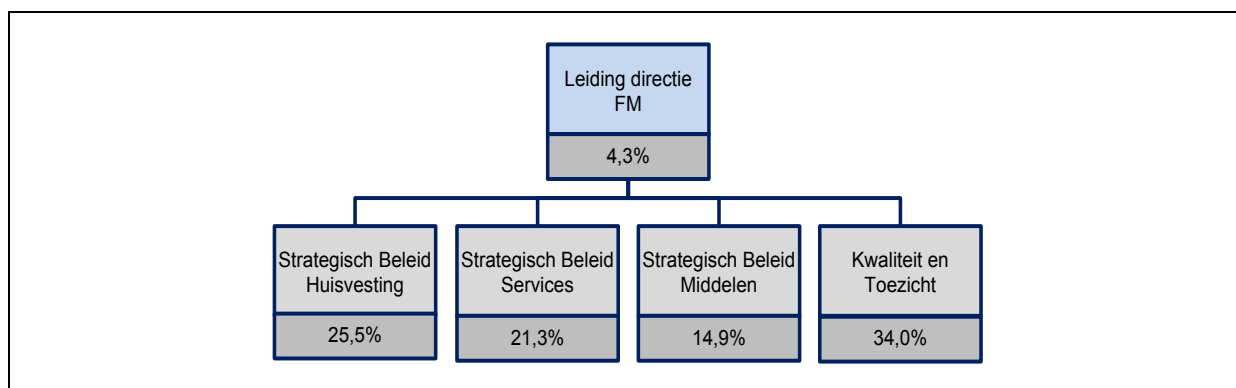 Leiding directie
FM
4,3%
Strategisch Beleid
Huisvesting
25,5%
Strategisch Beleid
Services
21,3%
Strategisch Beleid
Middelen
14,9%
Kwaliteit en
Toezicht
34,0%